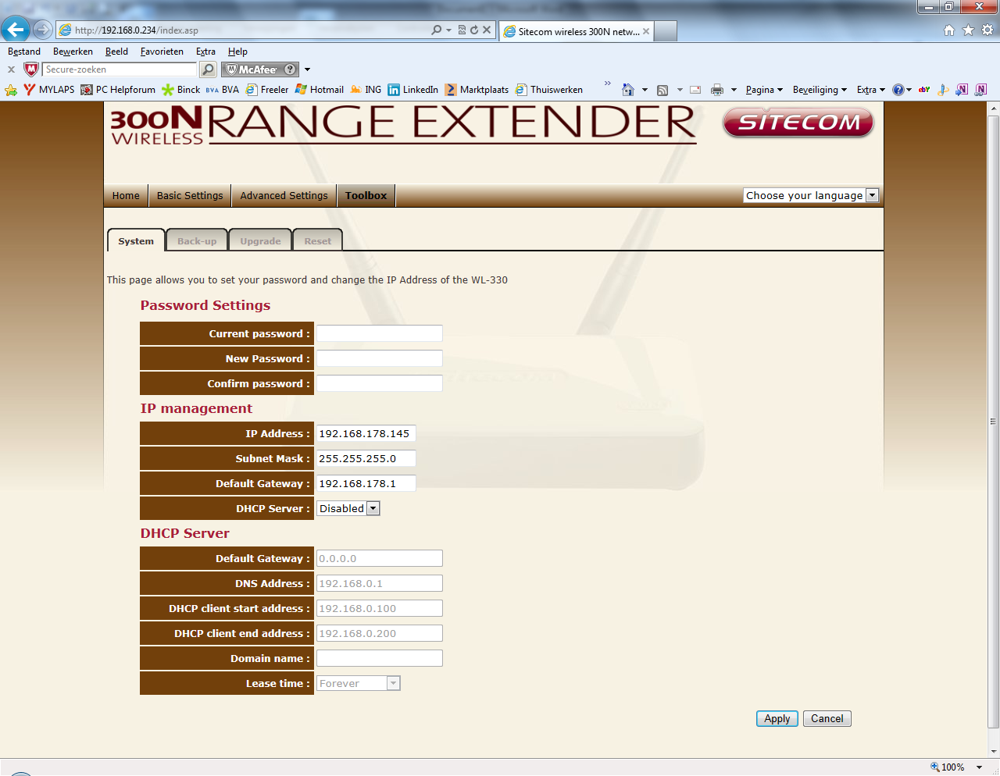 http://192.168.0.234/index.asp
Sitecom wireless 300N netw...
Bestand Bewerken Beeld Favorieten Extra Help
Secure-zoeken McAfee
MYLAPS PC Helpforum Binck BVA BVA Freeler Hotmail ING LinkedIn Marktplaats Thuiswerken » Pagina Beveiliging Extra
300N WIRELESS RANGE EXTENDER SITECOM
Home Basic Settings Advanced Settings Toolbox Choose your language
System Back-up Upgrade Reset
This page allows you to set your password and change the IP Address of the WL-330
Password Settings
Current password :
New Password :
Confirm password :
IP management
IP Address : 192.168.178.145
Subnet Mask : 255.255.255.0
Default Gateway : 192.168.178.1
DHCP Server : Disabled
DHCP Server
Default Gateway : 0.0.0.0
DNS Address : 192.168.0.1
DHCP client start address : 192.168.0.100
DHCP client end address : 192.168.0.200
Domain name :
Lease time : Forever
Apply Cancel
100%